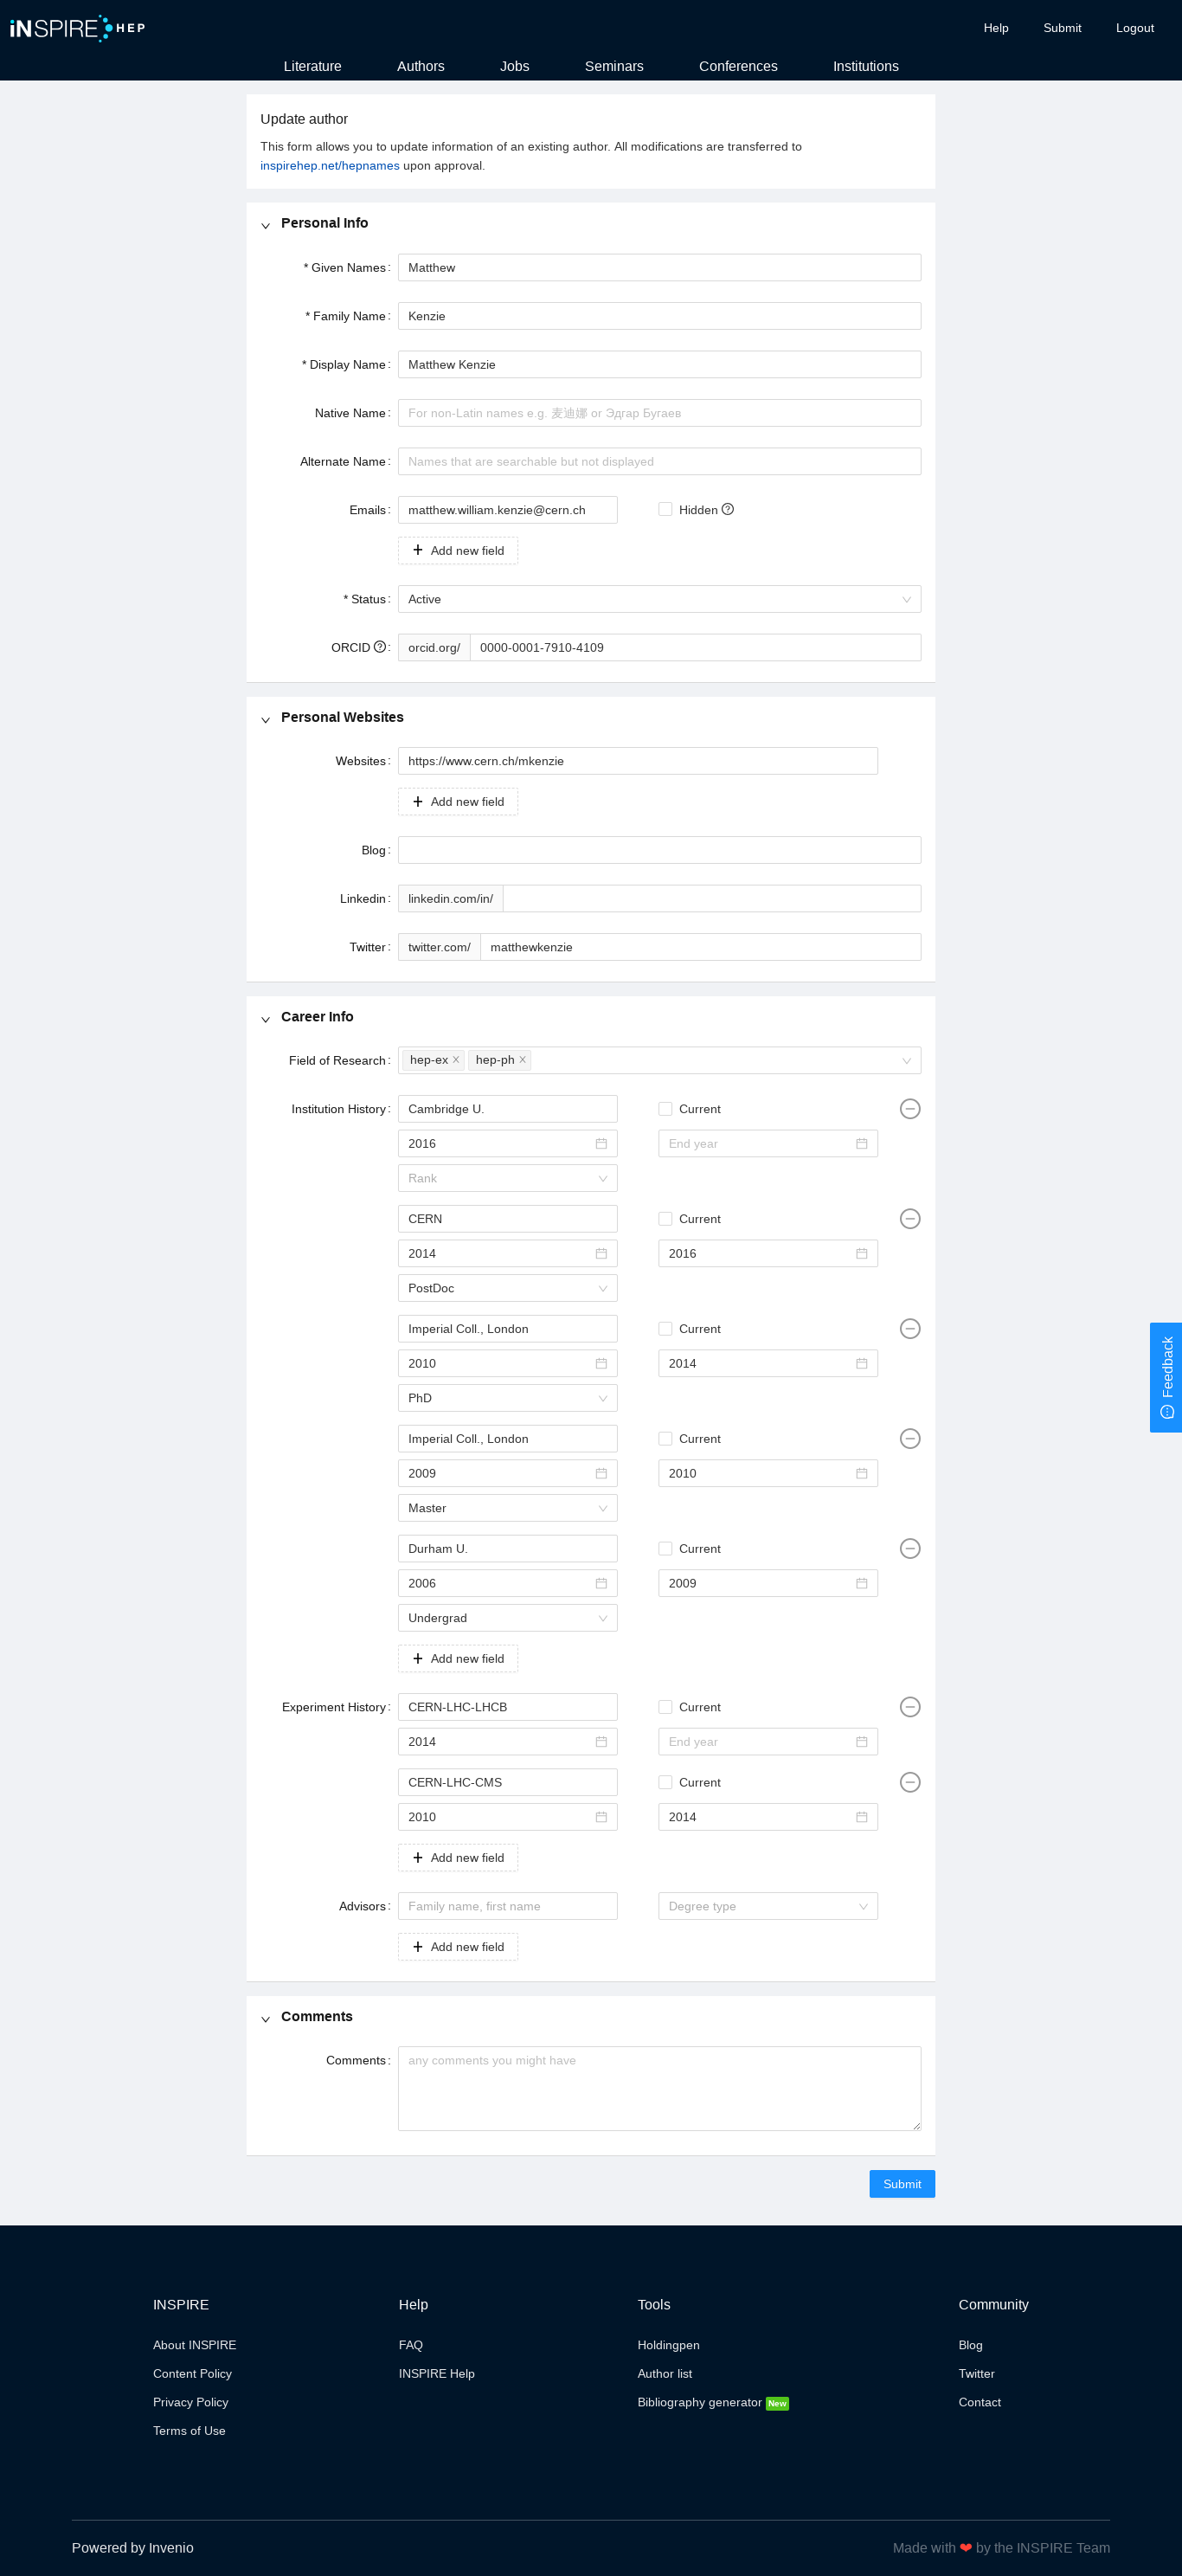 iNSPIRE HEP
Help Submit Logout
Literature Authors Jobs Seminars Conferences Institutions
Update author
This form allows you to update information of an existing author. All modifications are transferred to
inspirehep.net/hepnames upon approval.
Personal Info
* Given Names: Matthew
* Family Name: Kenzie
* Display Name: Matthew Kenzie
Native Name: For non-Latin names e.g. 麦迪娜 or Эдгар Бугаев
Alternate Name: Names that are searchable but not displayed
Emails: matthew.william.kenzie@cern.ch Hidden
Add new field
* Status: Active
ORCID : orcid.org/ 0000-0001-7910-4109
Personal Websites
Websites: https://www.cern.ch/mkenzie
Add new field
Blog:
Linkedin: linkedin.com/in/
Twitter: twitter.com/ matthewkenzie
Career Info
Field of Research: hep-ex hep-ph
Institution History: Cambridge U. Current
2016 End year
Rank
CERN Current
2014 2016
PostDoc
Imperial Coll., London Current
2010 2014
PhD
Imperial Coll., London Current
2009 2010
Master
Durham U. Current
2006 2009
Undergrad
Add new field
Experiment History: CERN-LHC-LHCB Current
2014 End year
CERN-LHC-CMS Current
2010 2014
Add new field
Advisors: Family name, first name Degree type
Add new field
Comments
Comments: any comments you might have
Submit
Feedback
INSPIRE Help Tools Community
About INSPIRE FAQ Holdingpen Blog
Content Policy INSPIRE Help Author list Twitter
Privacy Policy Bibliography generator New Contact
Terms of Use
Powered by Invenio Made with ❤ by the INSPIRE Team